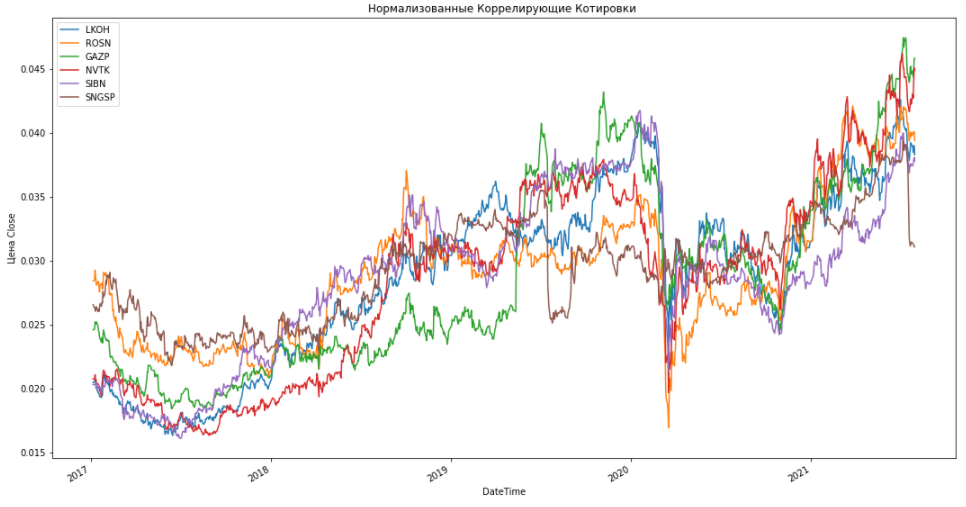 Нормализованные Коррелирующие Котировки
LKOH
ROSN
GAZP
NVTK
SIBN
SNGSP
0.045
0.040
0.035
0.030
0.025
0.020
0.015
Цена Close
2017
2018
2019
2020
2021
DateTime